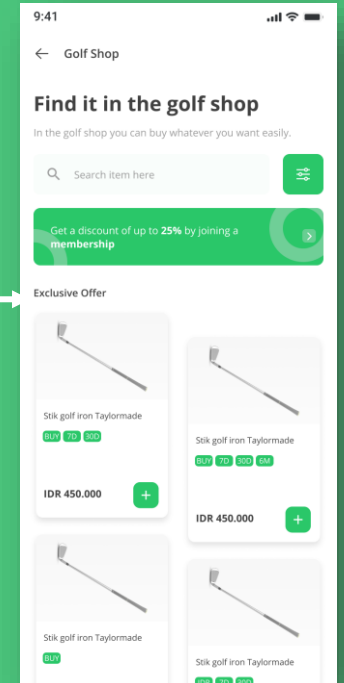 9:41
Golf Shop
Find it in the golf shop
In the golf shop you can buy whatever you want easily.
Search item here
Get a discount of up to 25% by joining a
membership
Exclusive Offer
Stik golf iron Taylormade
BUY 7D 30D
IDR 450.000
+
Stik golf iron Taylormade
BUY 7D 30D 6M
IDR 450.000
+
Stik golf iron Taylormade
BUY
Stik golf iron Taylormade
IDR 7D 30D